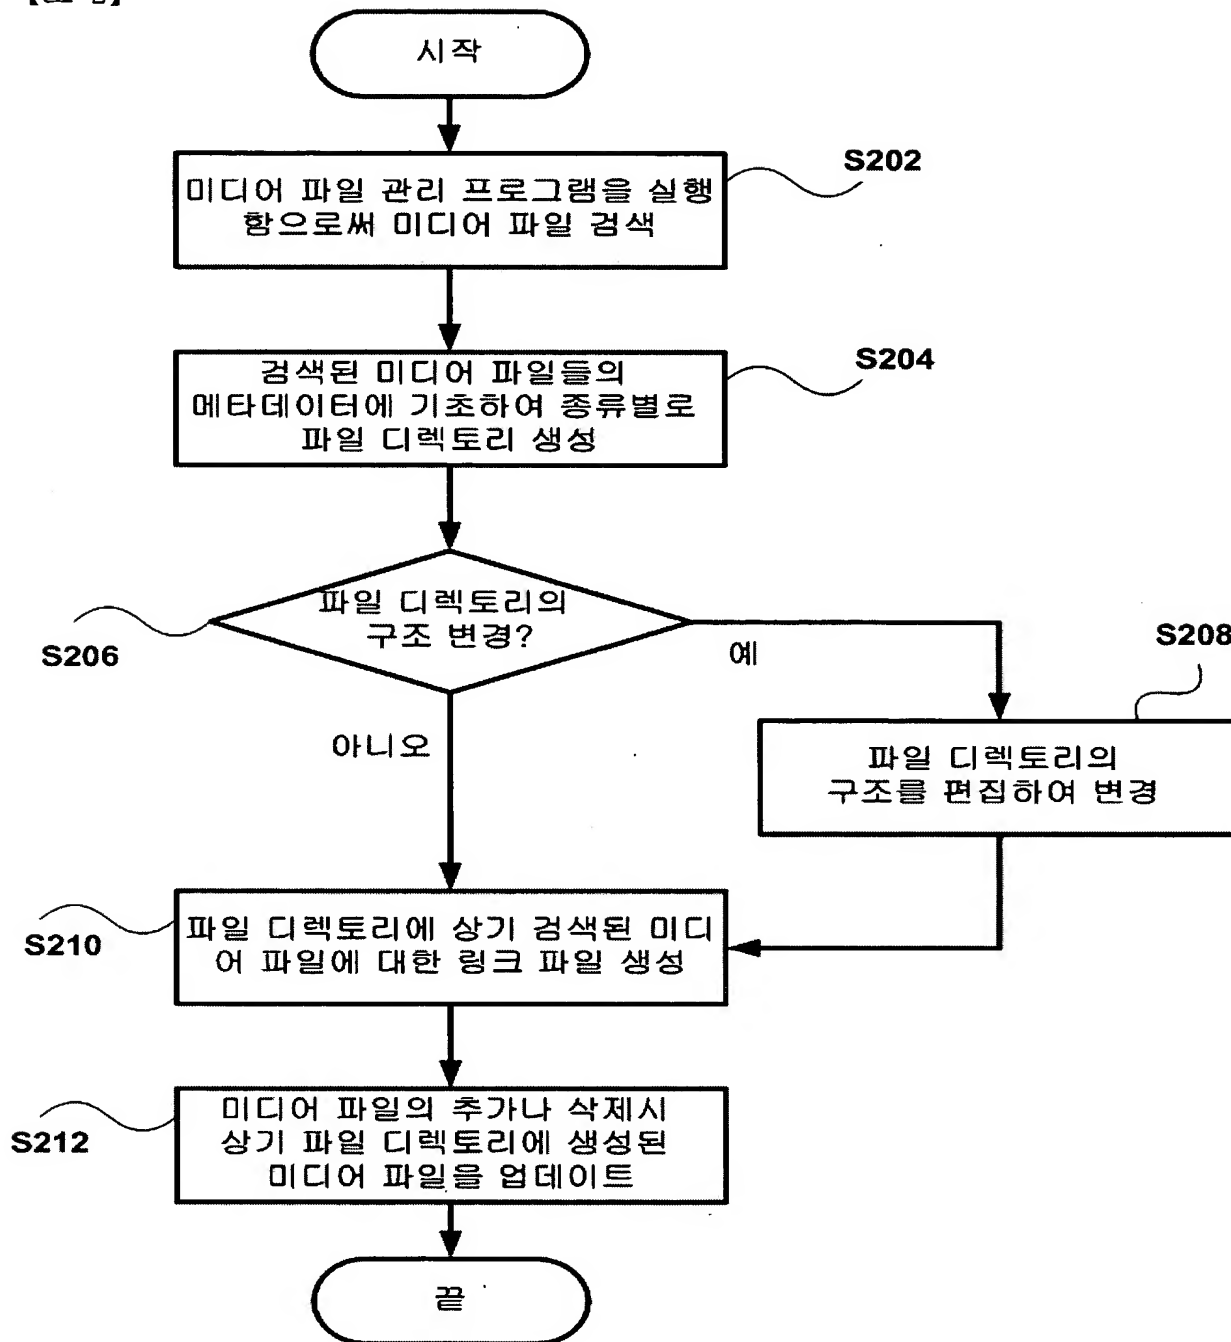 시작
S202
미디어 파일 관리 프로그램을 실행
함으로써 미디어 파일 검색
S204
검색된 미디어 파일들의
메타데이터에 기초하여 종류별로
파일 디렉토리 생성
파일 디렉토리의
구조 변경?
S206
예
S208
아니오
파일 디렉토리의
구조를 편집하여 변경
S210
파일 디렉토리에 상기 검색된 미디
어 파일에 대한 링크 파일 생성
S212
미디어 파일의 추가나 삭제시
상기 파일 디렉토리에 생성된
미디어 파일을 업데이트
끝